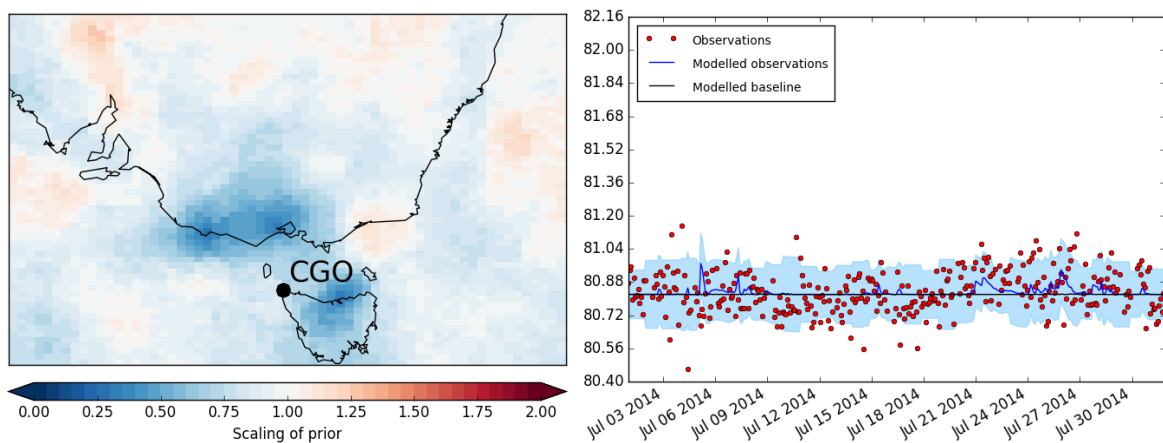 CGO
0.00 0.25 0.50 0.75 1.00 1.25 1.50 1.75 2.00
Scaling of prior
82.16
82.00
81.84
81.68
81.52
81.36
81.20
81.04
80.88
80.72
80.56
80.40
Observations
Modelled observations
Modelled baseline
Jul 03 2014 Jul 06 2014 Jul 09 2014 Jul 12 2014 Jul 15 2014 Jul 18 2014 Jul 21 2014 Jul 24 2014 Jul 27 2014 Jul 30 2014